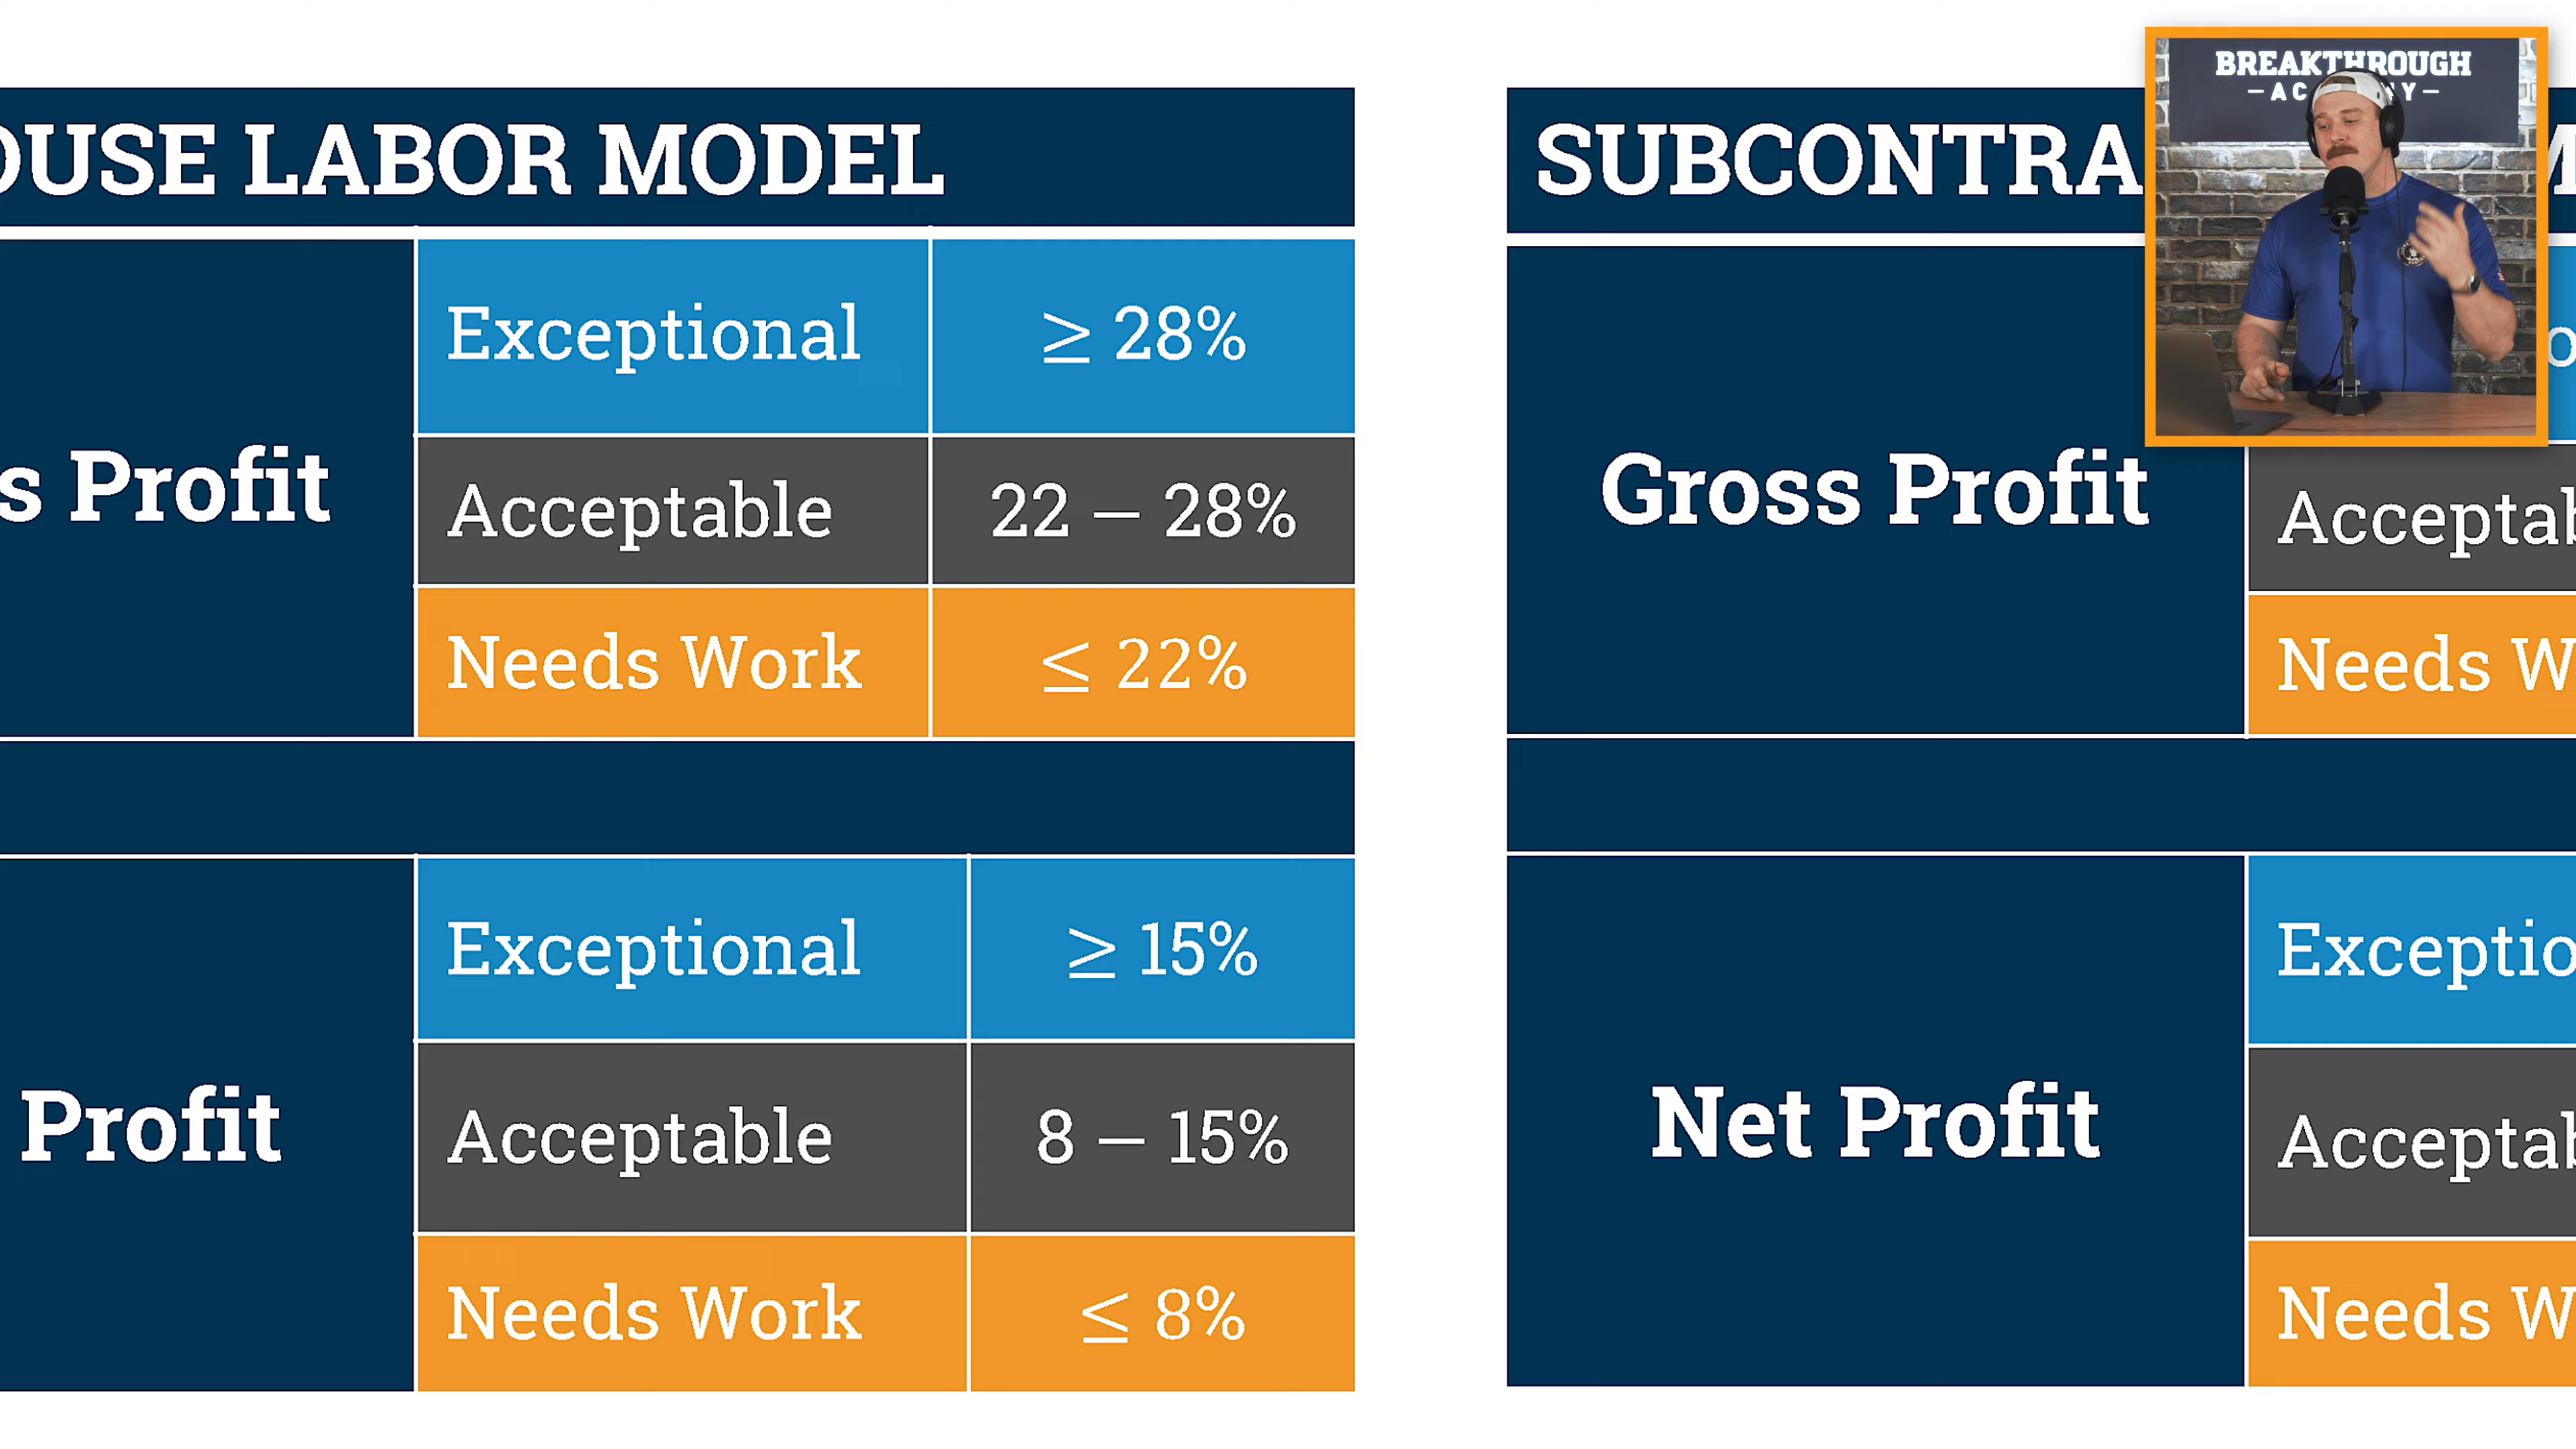 OUSE LABOR MODEL
s Profit
Exceptional ≥ 28%
Acceptable 22 – 28%
Needs Work ≤ 22%
Profit
Exceptional ≥ 15%
Acceptable 8 – 15%
Needs Work ≤ 8%
SUBCONTRA
Gross Profit
Acceptab
Needs W
Net Profit
Exceptio
Acceptab
Needs W
BREAKTHROUGH